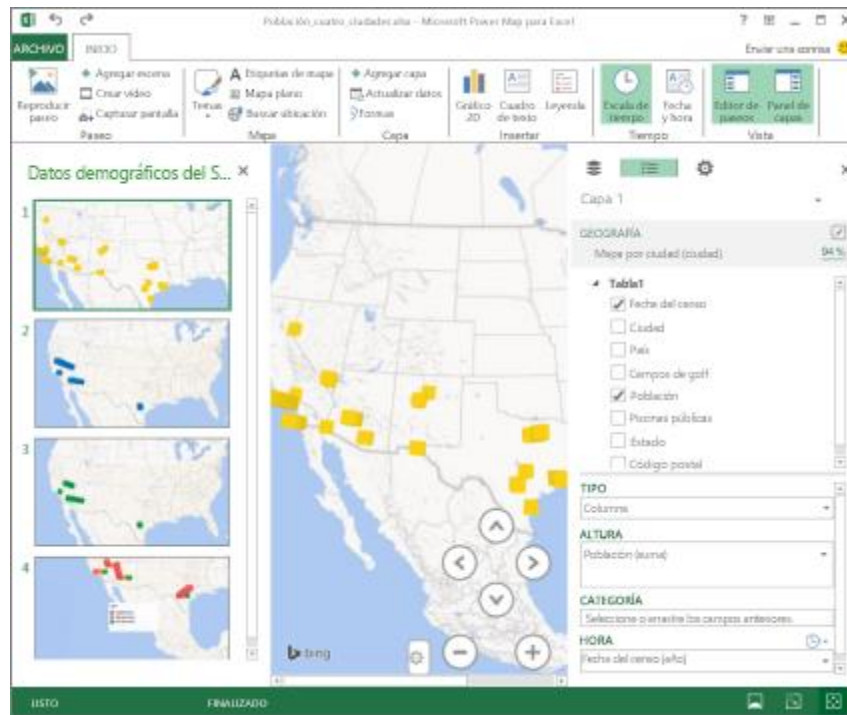 Población_cuatro_ciudades.xlsx - Microsoft Power Map para Excel
ARCHIVO
INICIO
Enviar una sonrisa
Reproducir paseo
Agregar escena
Crear vídeo
Capturar pantalla
Paseo
Temas
Etiquetas de mapa
Mapa plano
Buscar ubicación
Mapa
Agregar capa
Actualizar datos
Formas
Capa
Gráfico 2D
Cuadro de texto
Leyenda
Insertar
Escala de tiempo
Fecha y hora
Tiempo
Editor de paseos
Panel de capas
Vista
Datos demográficos del S...
1
2
3
4
bing
Capa 1
GEOGRAFÍA
Mapa por ciudad (ciudad)
94 %
Tabla1
Fecha del censo
Ciudad
País
Campos de golf
Población
Piscinas públicas
Estado
Código postal
TIPO
Columna
ALTURA
Población (suma)
CATEGORÍA
Seleccione o arrastre los campos anteriores.
HORA
Fecha del censo (año)
LISTO
FINALIZADO